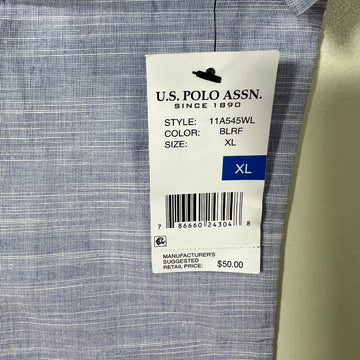 U.S. POLO ASSN.
SINCE 1890
STYLE: 11A545WL
COLOR: BLRF
SIZE: XL
XL
7 86660 24304 8
MANUFACTURER'S
SUGGESTED
RETAIL PRICE: $50.00